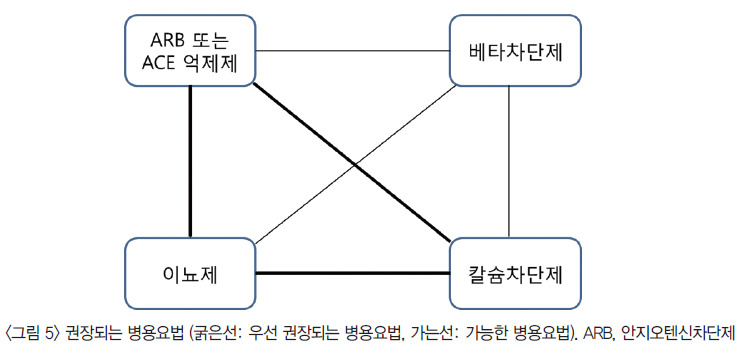 ARB 또는
ACE 억제제
베타차단제
이뇨제
칼슘차단제
<그림 5> 권장되는 병용요법 (굵은선: 우선 권장되는 병용요법, 가는선: 가능한 병용요법). ARB, 안지오텐신차단제